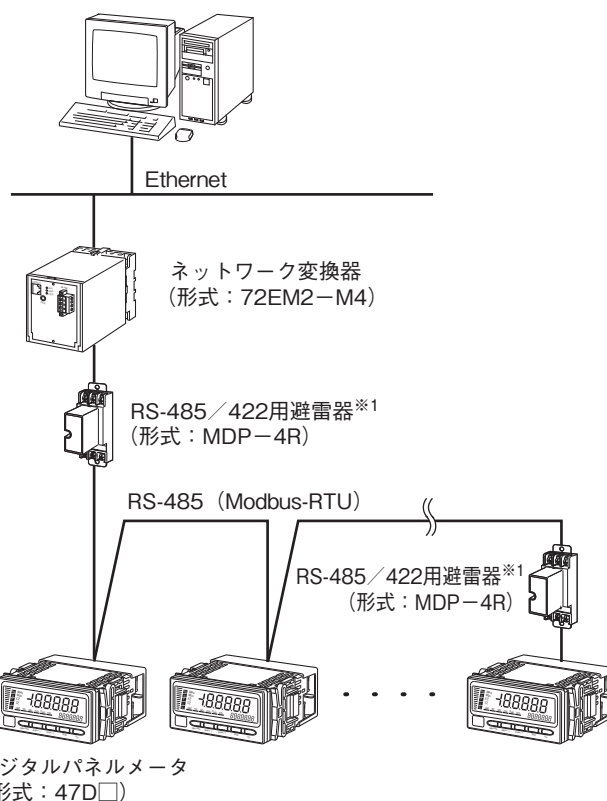 Ethernet
ネットワーク変換器
（形式：72EM2－M4）
RS-485／422用避雷器※1
（形式：MDP－4R）
RS-485（Modbus-RTU）
RS-485／422用避雷器※1
（形式：MDP－4R）
ジタルパネルメータ
形式：47D□）